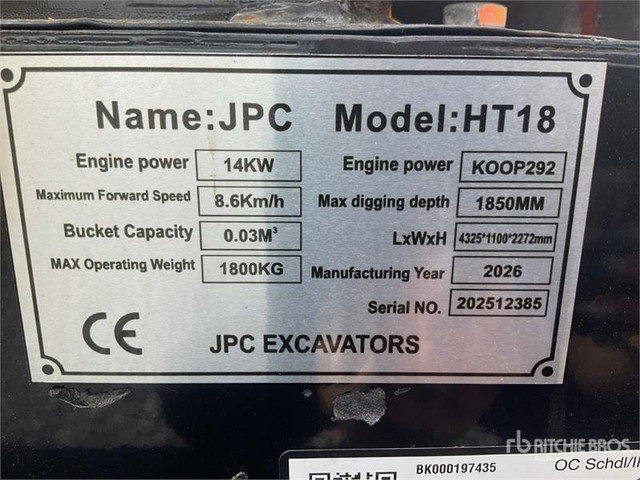 Name:JPC Model:HT18
Engine power 14KW Engine power KOOP292
Maximum Forward Speed 8.6Km/h Max digging depth 1850MM
Bucket Capacity 0.03M³ LxWxH 4325*1100*2272mm
MAX Operating Weight 1800KG Manufacturing Year 2026
Serial NO. 202512385
CE JPC EXCAVATORS
rb RITCHIE BROS
BK000197435 OC Schdl/